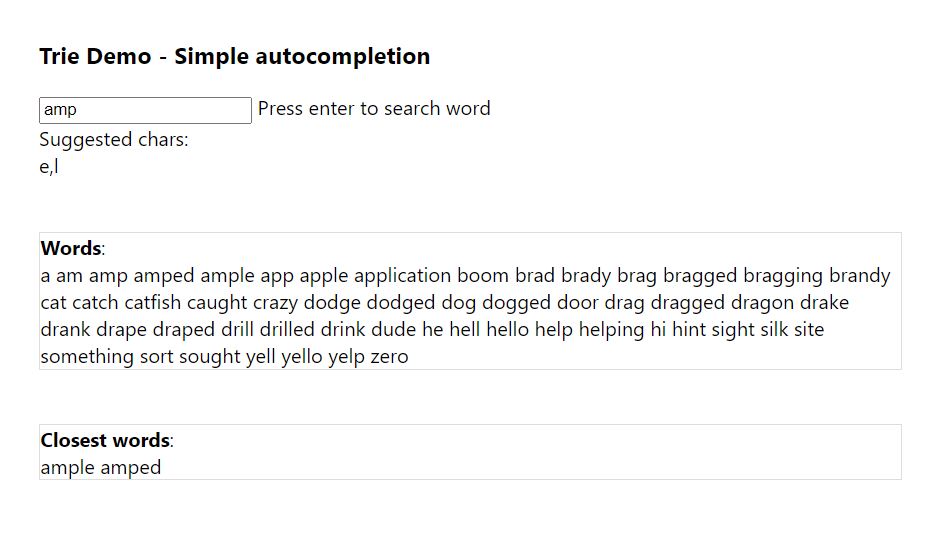 Trie Demo - Simple autocompletion
amp Press enter to search word
Suggested chars:
e,l
Words:
a am amp amped ample app apple application boom brad brady brag bragged bragging brandy
cat catch catfish caught crazy dodge dodged dog dogged door drag dragged dragon drake
drank drape draped drill drilled drink dude he hell hello help helping hi hint sight silk site
something sort sought yell yello yelp zero
Closest words:
ample amped